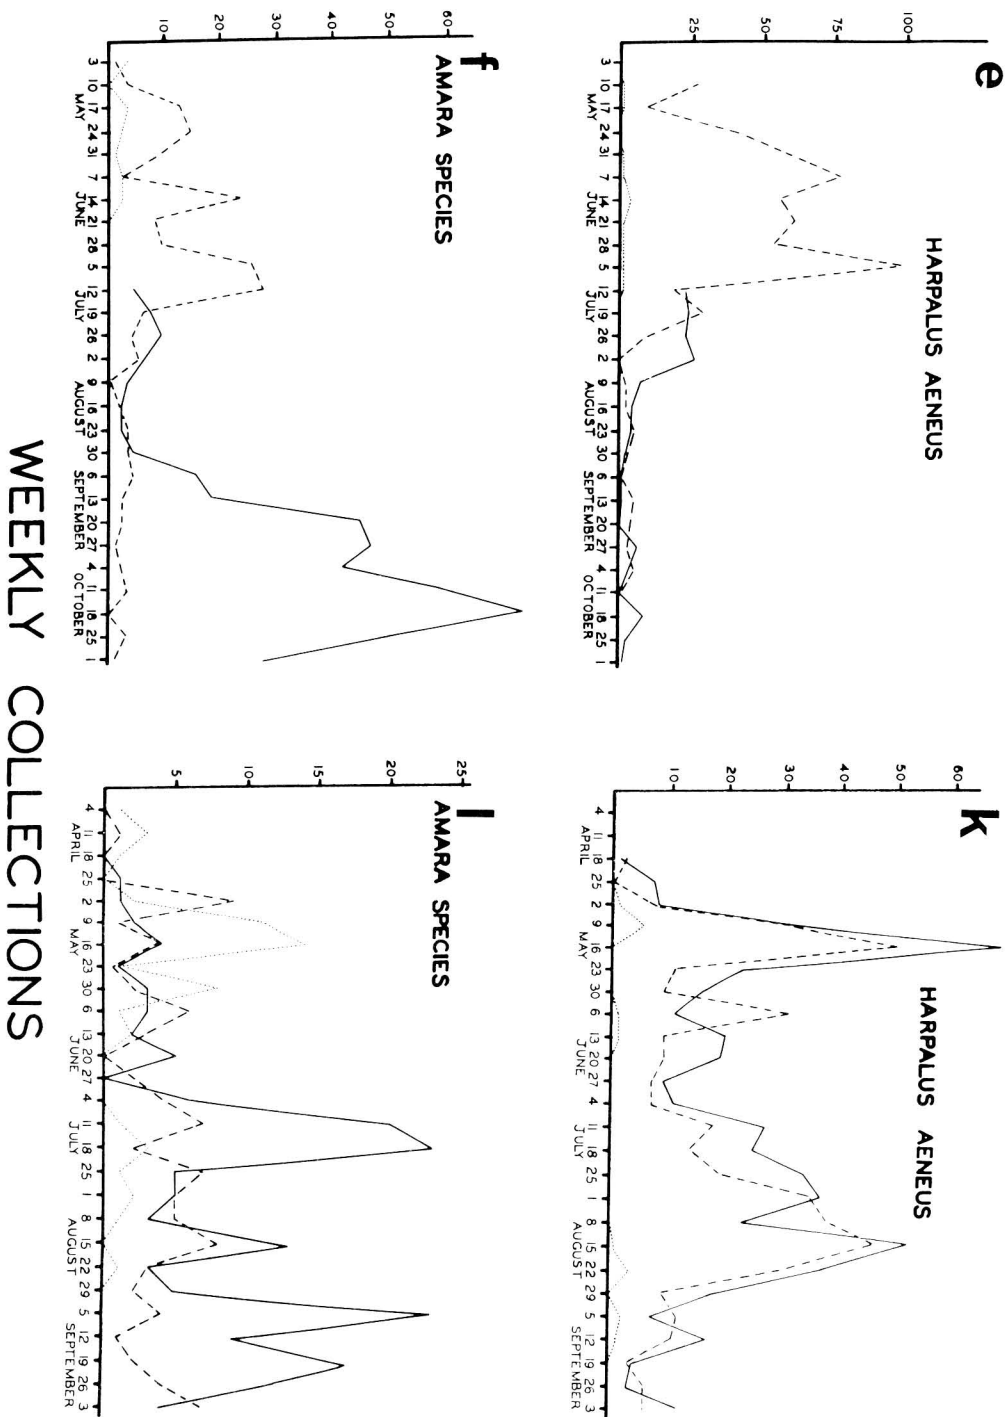 e
HARPALUS AENEUS
25 50 75 100
3 10 17 24 31 7 14 21 28 5 12 19 26 2 9 16 23 30 6 13 20 27 4 11 18 25 1
MAY JUNE JULY AUGUST SEPTEMBER OCTOBER
k
HARPALUS AENEUS
10 20 30 40 50 60
4 11 18 25 2 9 16 23 30 6 13 20 27 4 11 18 25 1 8 15 22 29 5 12 19 26 3
APRIL MAY JUNE JULY AUGUST SEPTEMBER
f
AMARA SPECIES
10 20 30 40 50 60
3 10 17 24 31 7 14 21 28 5 12 19 26 2 9 16 23 30 6 13 20 27 4 11 18 25 1
MAY JUNE JULY AUGUST SEPTEMBER OCTOBER
l
AMARA SPECIES
5 10 15 20 25
4 11 18 25 2 9 16 23 30 6 13 20 27 4 11 18 25 1 8 15 22 29 5 12 19 26 3
APRIL MAY JUNE JULY AUGUST SEPTEMBER
WEEKLY COLLECTIONS